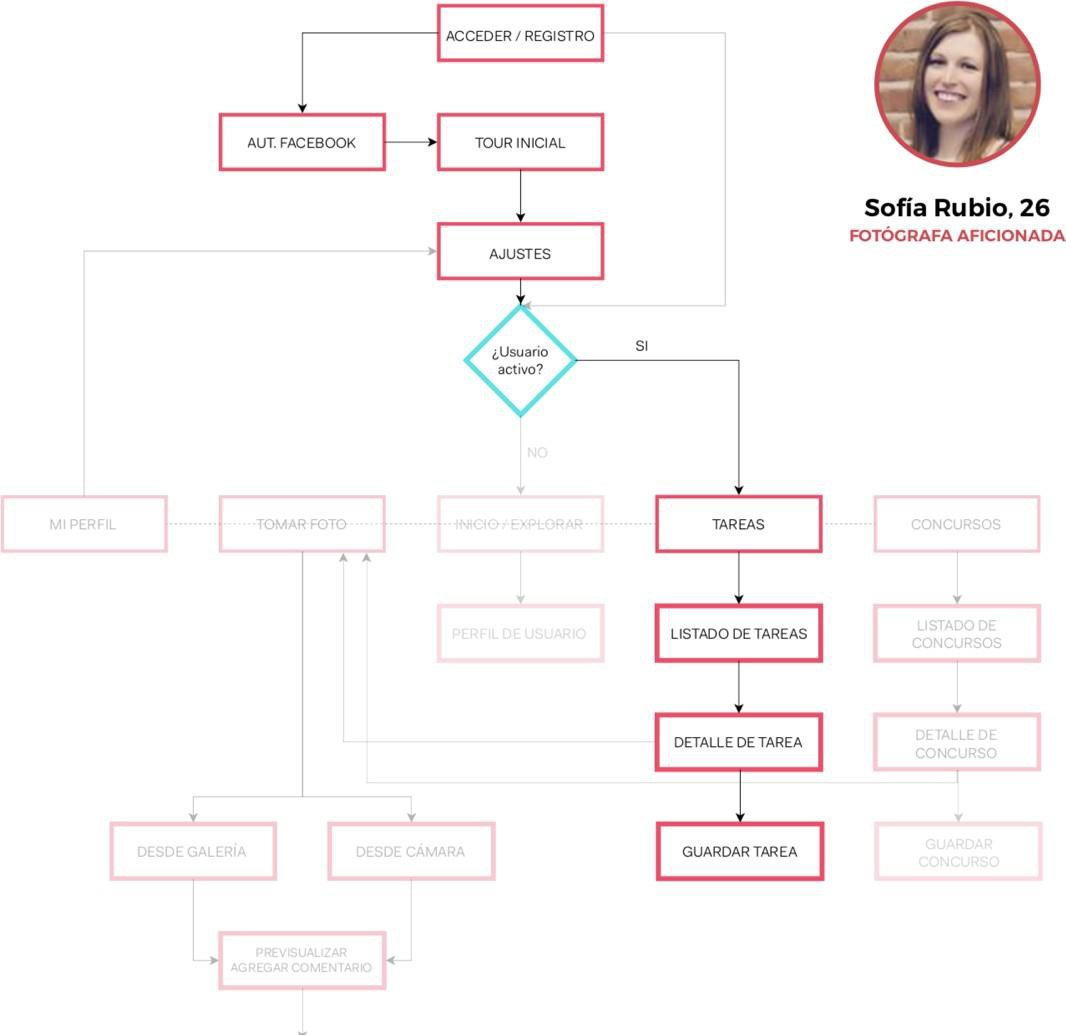 ACCEDER / REGISTRO
Sofía Rubio, 26
FOTÓGRAFA AFICIONADA
AUT. FACEBOOK
TOUR INICIAL
AJUSTES
¿Usuario
activo?
SI
NO
MI PERFIL
TOMAR FOTO
INICIO / EXPLORAR
TAREAS
CONCURSOS
PERFIL DE USUARIO
LISTADO DE TAREAS
LISTADO DE
CONCURSOS
DETALLE DE TAREA
DETALLE DE
CONCURSO
DESDE GALERÍA
DESDE CÁMARA
GUARDAR TAREA
GUARDAR
CONCURSO
PREVISUALIZAR
AGREGAR COMENTARIO